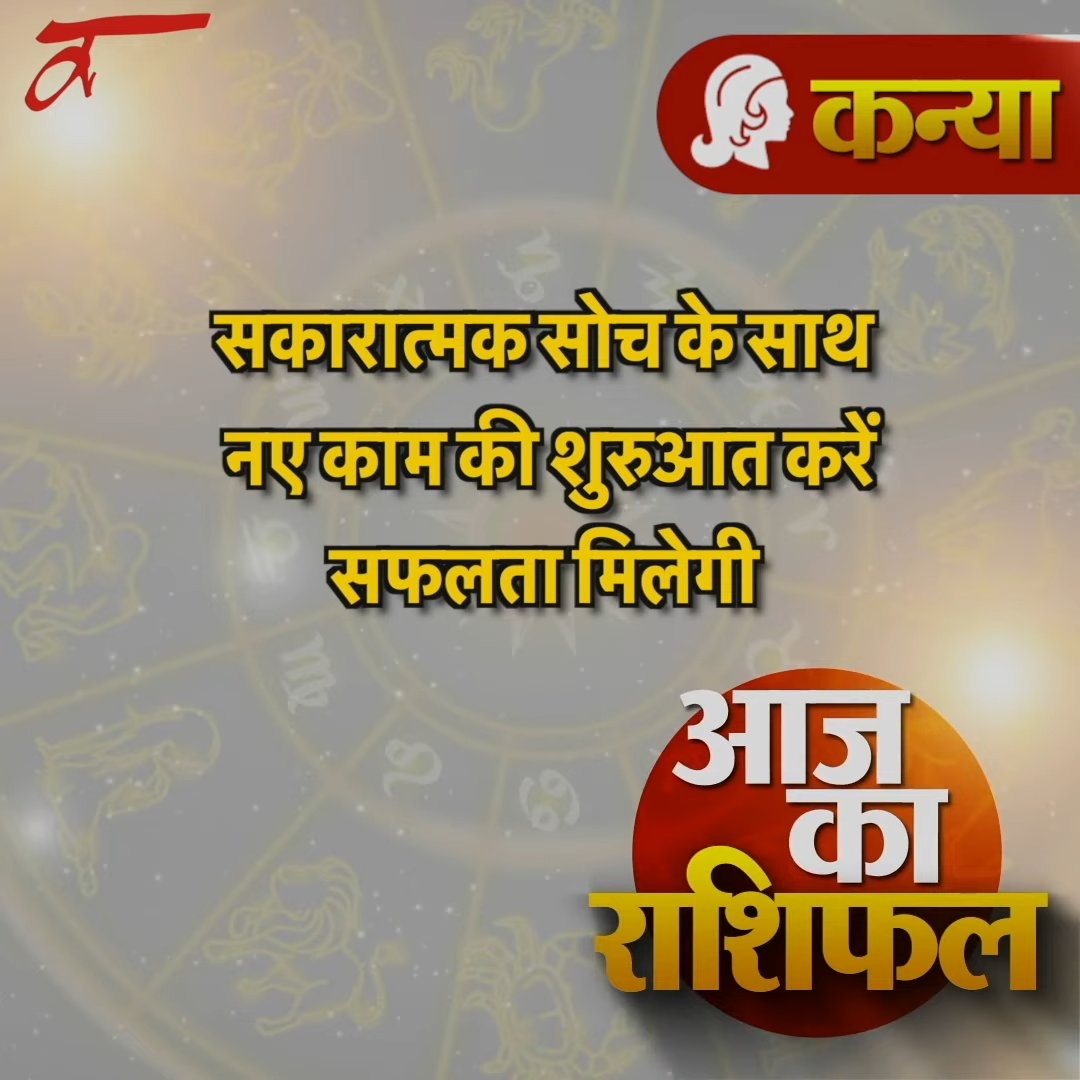 कन्या
सकारात्मक सोच के साथ
नए काम की शुरुआत करें
सफलता मिलेगी
आज
का
राशिफल